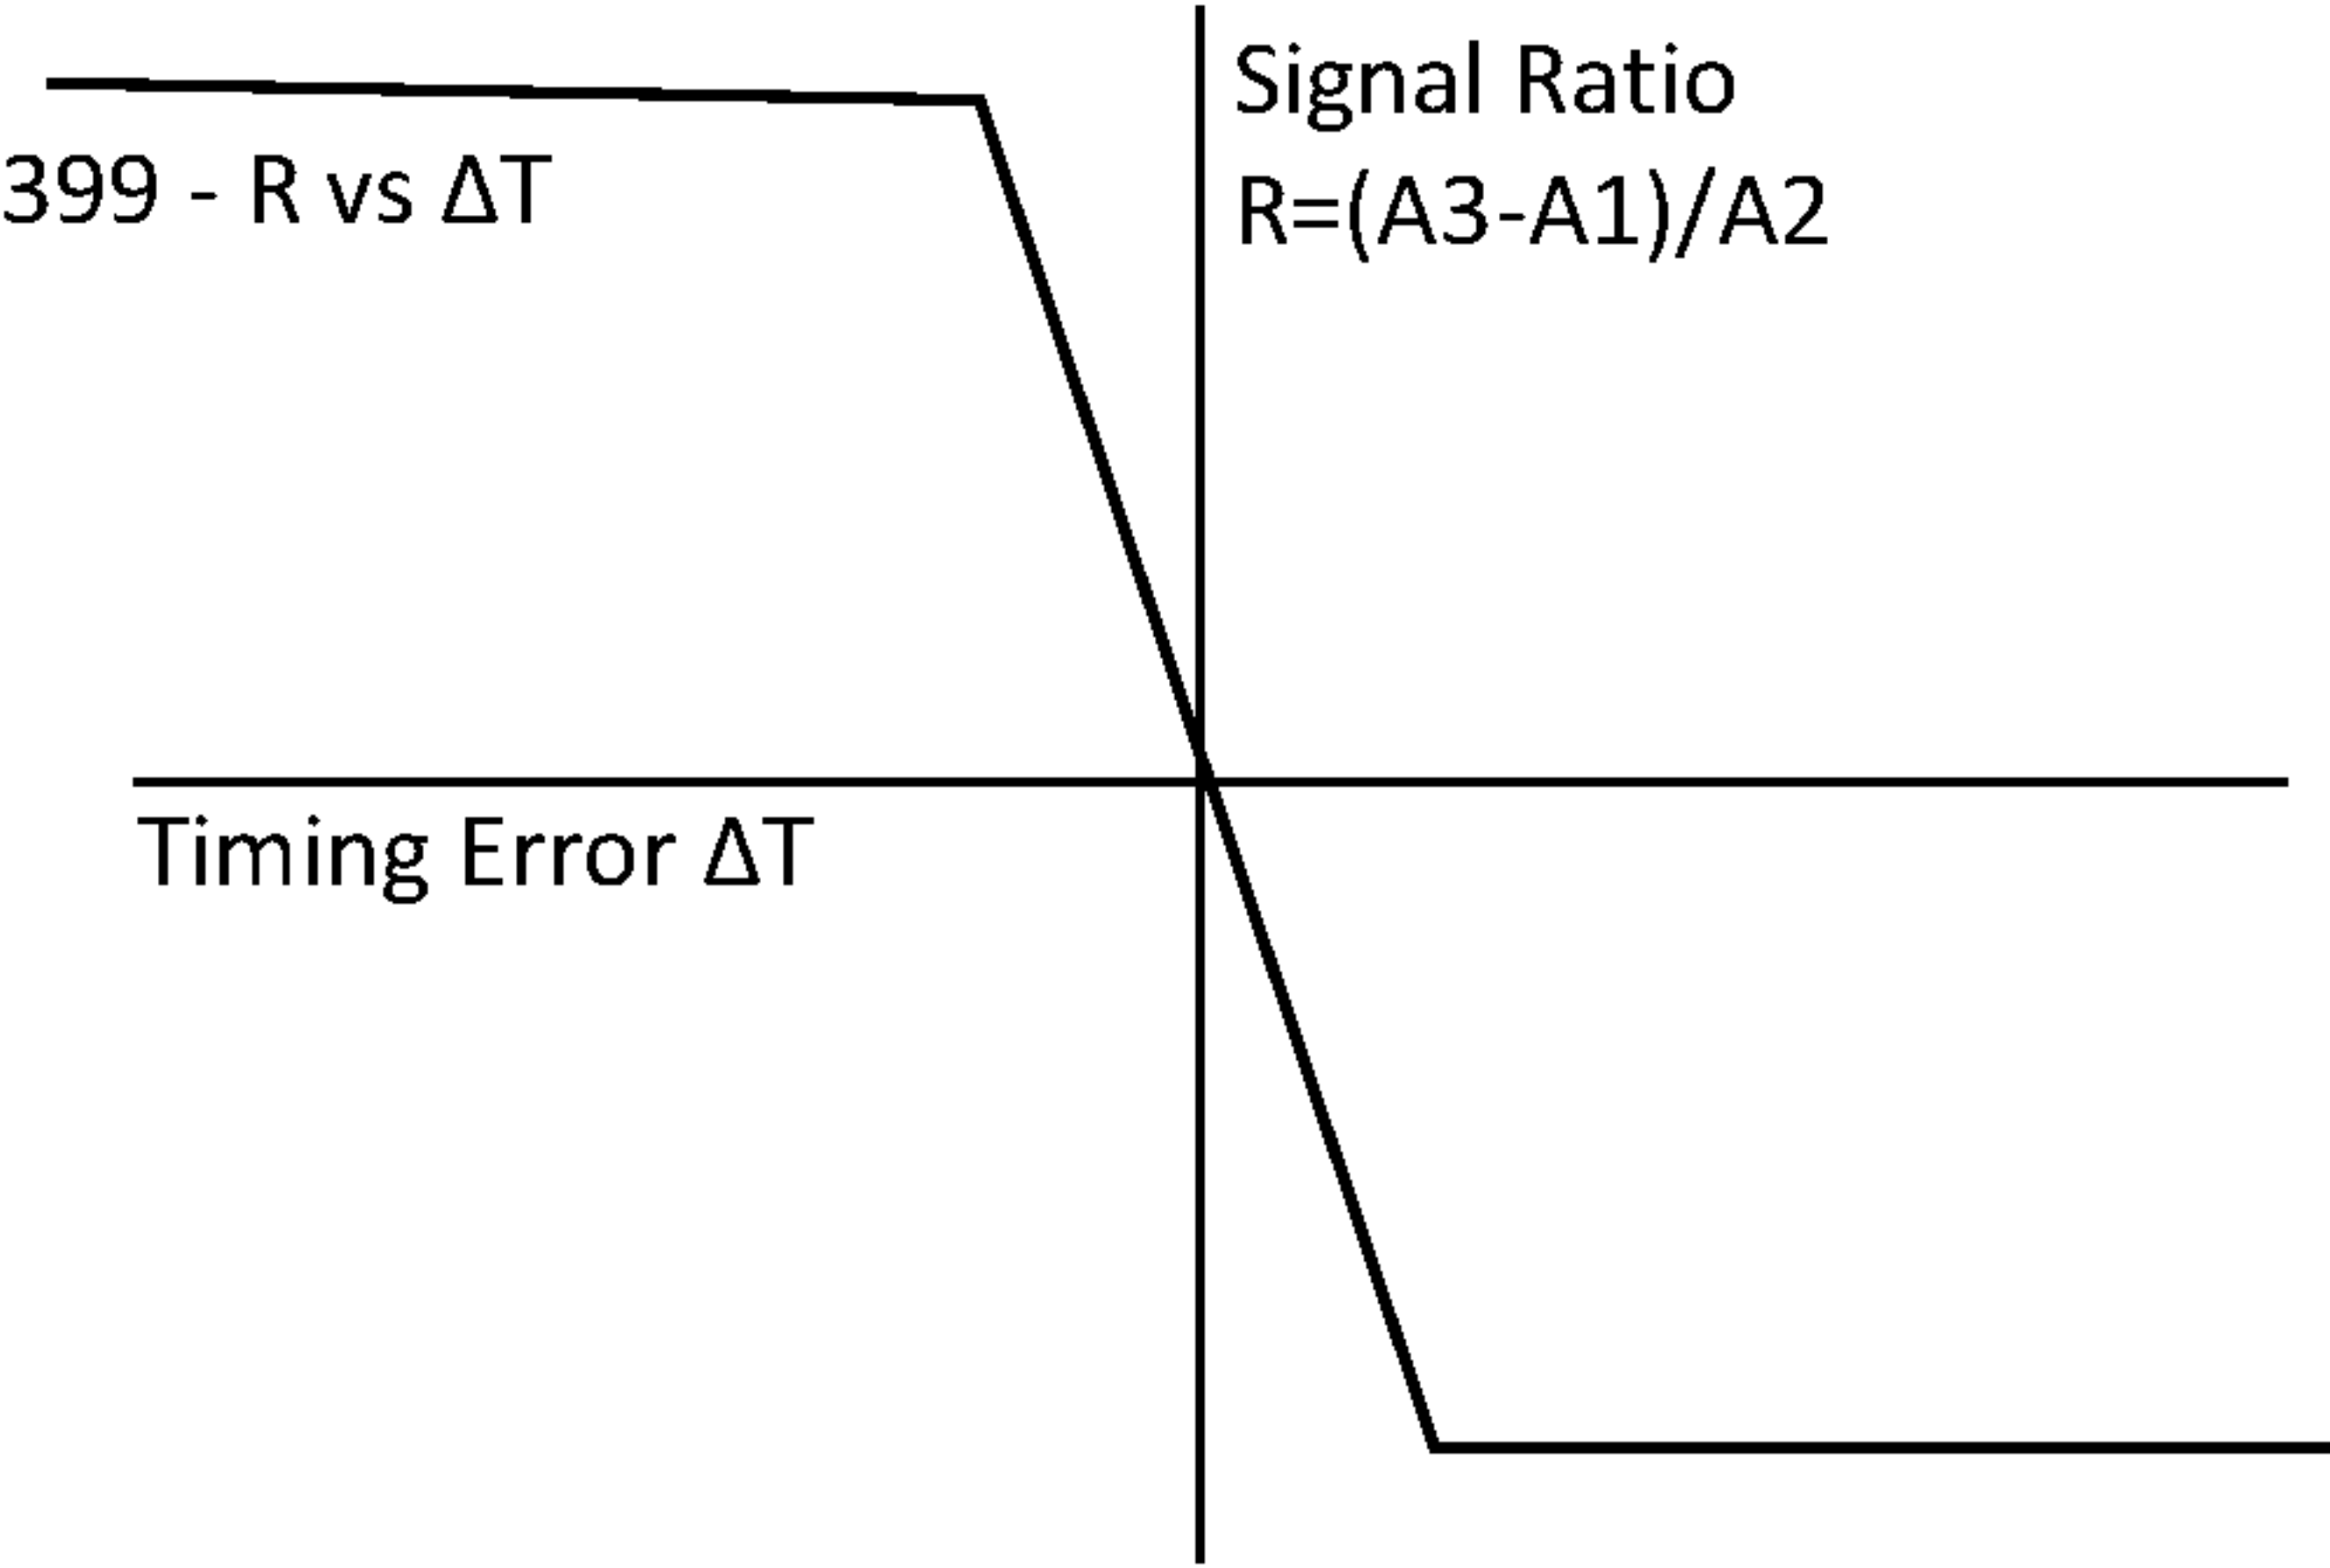 Signal Ratio
R=(A3-A1)/A2
399 - R vs ΔT
Timing Error ΔT